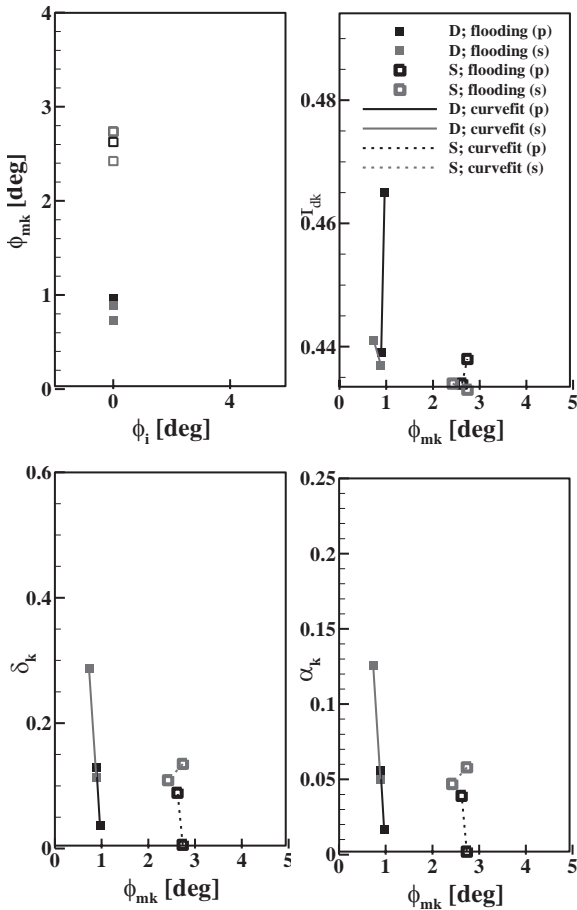 4
3
2
1
0
ϕmk [deg]
0
4
ϕi [deg]
D; flooding (p)
D; flooding (s)
S; flooding (p)
S; flooding (s)
D; curvefit (p)
D; curvefit (s)
S; curvefit (p)
S; curvefit (s)
0.48
0.46
0.44
0
1
2
3
4
5
ϕmk [deg]
0.6
0.4
0.2
0
δk
0
1
2
3
4
5
ϕmk [deg]
0.25
0.2
0.15
0.1
0.05
0
αk
0
1
2
3
4
5
ϕmk [deg]